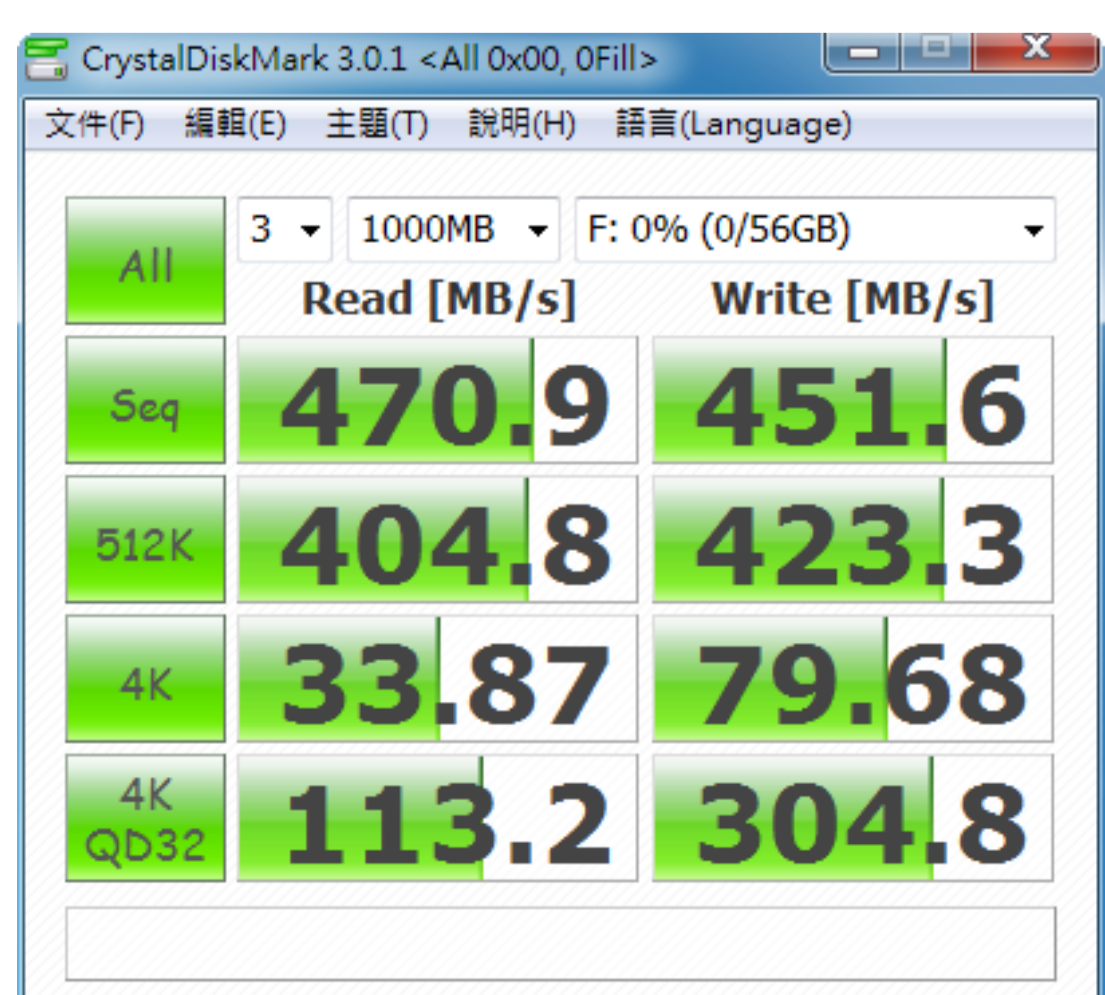 CrystalDiskMark 3.0.1 <All 0x00, 0Fill>
文件(F) 編輯(E) 主題(T) 說明(H) 語言(Language)
All 3 1000MB F: 0% (0/56GB)
Read [MB/s] Write [MB/s]
Seq 470.9 451.6
512K 404.8 423.3
4K 33.87 79.68
4K
QD32 113.2 304.8